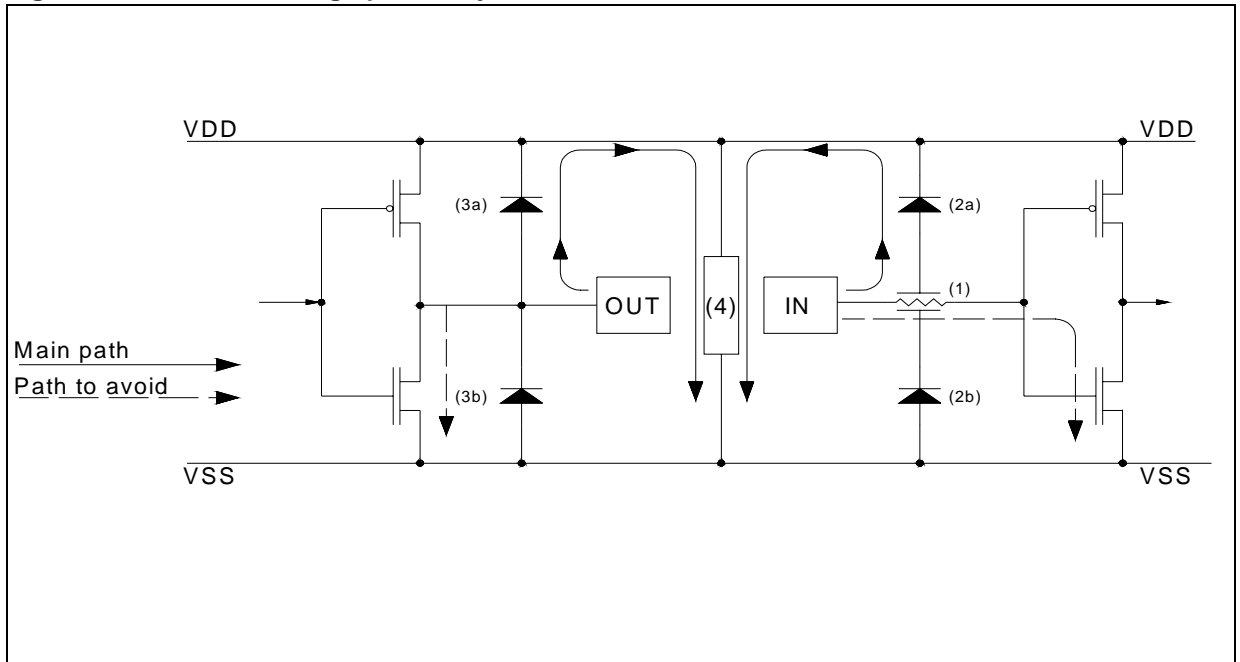 VDD
VDD
(3a)
(2a)
(1)
OUT
(4)
IN
Main path
Path to avoid
(3b)
(2b)
VSS
VSS